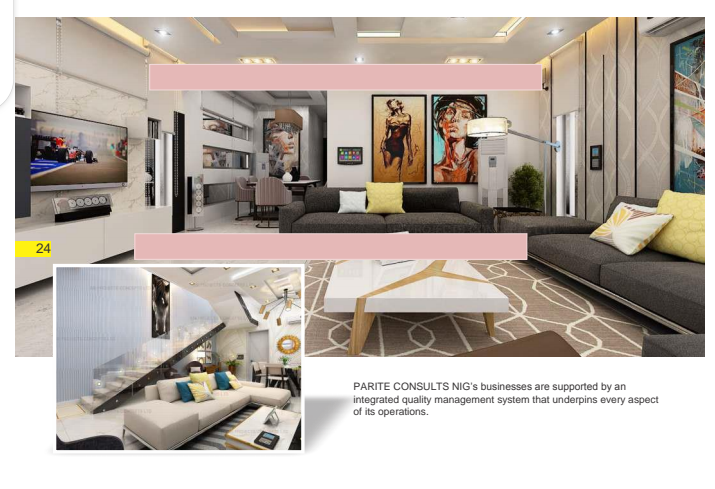 24
PARITE CONSULTS NIG's businesses are supported by an
integrated quality management system that underpins every aspect
of its operations.